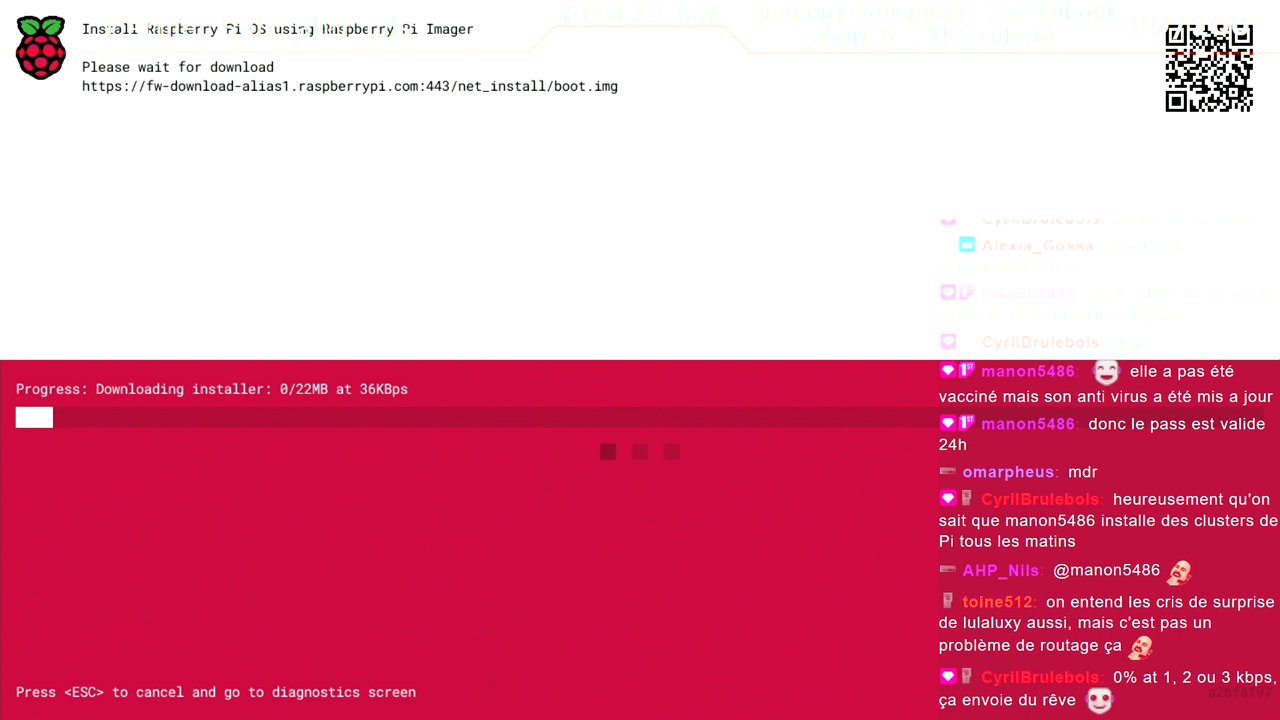 Install Raspberry Pi OS using Raspberry Pi Imager
Please wait for download
https://fw-download-alias1.raspberrypi.com:443/net_install/boot.img
CyrilBrulebois
Alexia_Gossa
manon5486:
CyrilBrulebois
Progress: Downloading installer: 0/22MB at 36KBps
manon5486: elle a pas été
vacciné mais son anti virus a été mis a jour
manon5486: donc le pass est valide
24h
omarpheus: mdr
CyrilBrulebois: heureusement qu'on
sait que manon5486 installe des clusters de
Pi tous les matins
AHP_Nils: @manon5486
toine512: on entend les cris de surprise
de lulaluxy aussi, mais c'est pas un
problème de routage ça
CyrilBrulebois: 0% at 1, 2 ou 3 kbps,
ça envoie du rêve
Press <ESC> to cancel and go to diagnostics screen